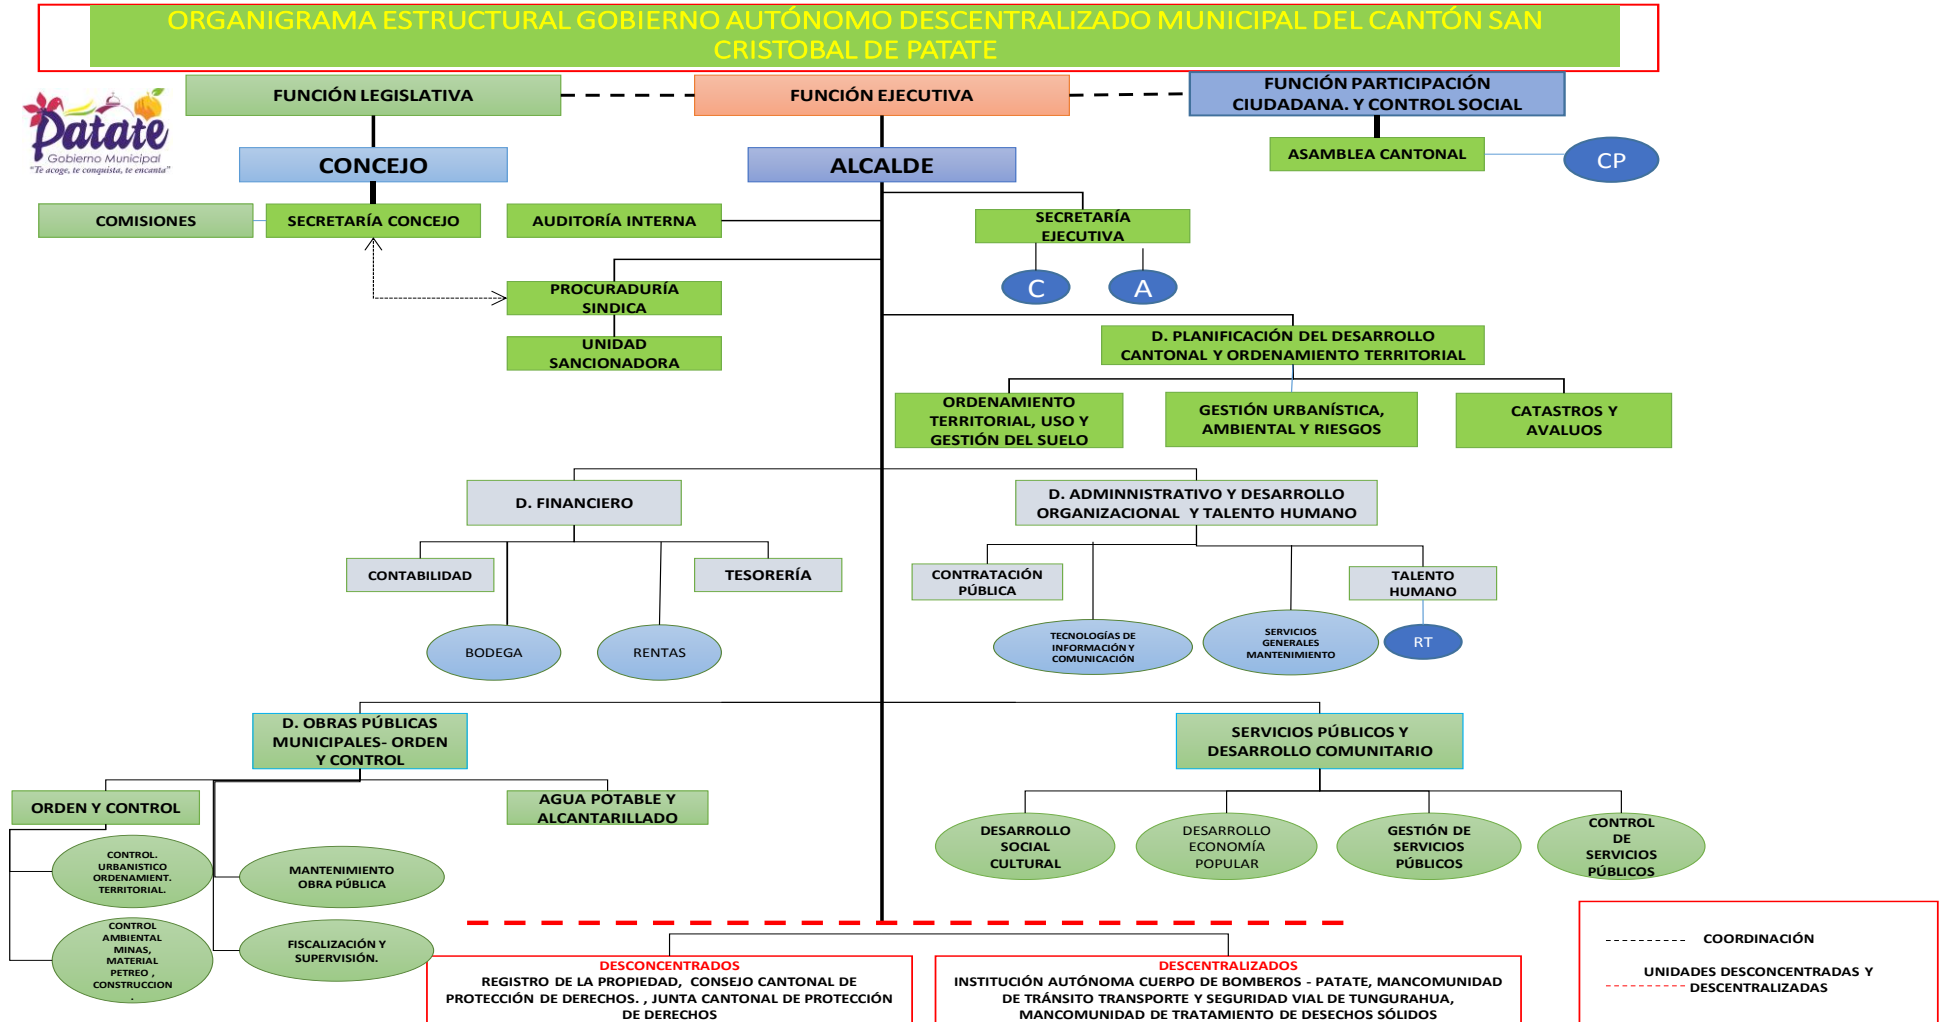 ORGANIGRAMA ESTRUCTURAL GOBIERNO AUTÓNOMO DESCENTRALIZADO MUNICIPAL DEL CANTÓN SAN
CRISTOBAL DE PATATE
Patate
Gobierno Municipal
"Te acoge, te conquista, te encanta"
FUNCIÓN LEGISLATIVA
FUNCIÓN EJECUTIVA
FUNCIÓN PARTICIPACIÓN
CIUDADANA. Y CONTROL SOCIAL
CONCEJO
ALCALDE
ASAMBLEA CANTONAL
CP
COMISIONES
SECRETARÍA CONCEJO
AUDITORÍA INTERNA
SECRETARÍA
EJECUTIVA
C
A
PROCURADURÍA
SINDICA
UNIDAD
SANCIONADORA
D. PLANIFICACIÓN DEL DESARROLLO
CANTONAL Y ORDENAMIENTO TERRITORIAL
ORDENAMIENTO
TERRITORIAL, USO Y
GESTIÓN DEL SUELO
GESTIÓN URBANÍSTICA,
AMBIENTAL Y RIESGOS
CATASTROS Y
AVALUOS
D. FINANCIERO
D. ADMINNISTRATIVO Y DESARROLLO
ORGANIZACIONAL Y TALENTO HUMANO
CONTABILIDAD
TESORERÍA
CONTRATACIÓN
PÚBLICA
TALENTO
HUMANO
BODEGA
RENTAS
TECNOLOGÍAS DE
INFORMACIÓN Y
COMUNICACIÓN
SERVICIOS
GENERALES
MANTENIMIENTO
RT
D. OBRAS PÚBLICAS
MUNICIPALES- ORDEN
Y CONTROL
SERVICIOS PÚBLICOS Y
DESARROLLO COMUNITARIO
ORDEN Y CONTROL
AGUA POTABLE Y
ALCANTARILLADO
CONTROL.
URBANISTICO
ORDENAMIENT.
TERRITORIAL.
MANTENIMIENTO
OBRA PÚBLICA
DESARROLLO
SOCIAL
CULTURAL
DESARROLLO
ECONOMÍA
POPULAR
GESTIÓN DE
SERVICIOS
PÚBLICOS
CONTROL
DE
SERVICIOS
PÚBLICOS
CONTROL
AMBIENTAL
MINAS,
MATERIAL
PETREO ,
CONSTRUCCION
.
FISCALIZACIÓN Y
SUPERVISIÓN.
DESCONCENTRADOS
REGISTRO DE LA PROPIEDAD, CONSEJO CANTONAL DE
PROTECCIÓN DE DERECHOS. , JUNTA CANTONAL DE PROTECCIÓN
DE DERECHOS
DESCENTRALIZADOS
INSTITUCIÓN AUTÓNOMA CUERPO DE BOMBEROS - PATATE, MANCOMUNIDAD
DE TRÁNSITO TRANSPORTE Y SEGURIDAD VIAL DE TUNGURAHUA,
MANCOMUNIDAD DE TRATAMIENTO DE DESECHOS SÓLIDOS
COORDINACIÓN
UNIDADES DESCONCENTRADAS Y
DESCENTRALIZADAS